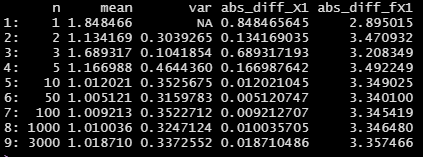 n mean var abs_diff_X1 abs_diff_fX1
1: 1 1.848466 NA 0.848465645 2.895015
2: 2 1.134169 0.3039265 0.134169035 3.470932
3: 3 1.689317 0.1041854 0.689317193 3.208349
4: 5 1.166988 0.4644360 0.166987642 3.492249
5: 10 1.012021 0.3525675 0.012021045 3.349025
6: 50 1.005121 0.3159783 0.005120747 3.340100
7: 100 1.009213 0.3522712 0.009212707 3.345419
8: 1000 1.010036 0.3247124 0.010035705 3.346480
9: 3000 1.018710 0.3372552 0.018710486 3.357466